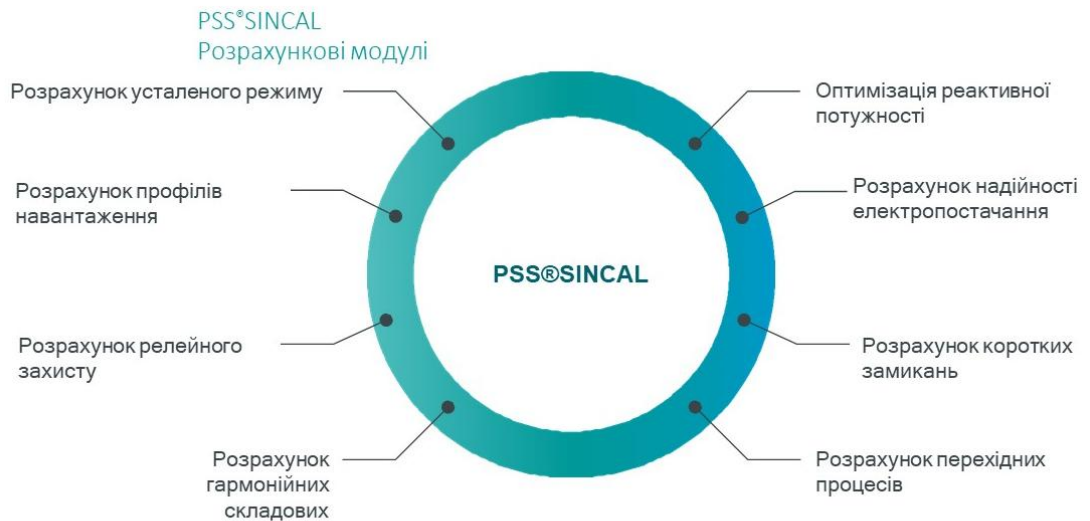 PSS®SINCAL
Розрахункові модулі
Розрахунок усталеного режиму
Розрахунок профілів
навантаження
Розрахунок релейного
захисту
Розрахунок
гармонійних
складових
PSS®SINCAL
Оптимізація реактивної
потужності
Розрахунок надійності
електропостачання
Розрахунок коротких
замикань
Розрахунок перехідних
процесів